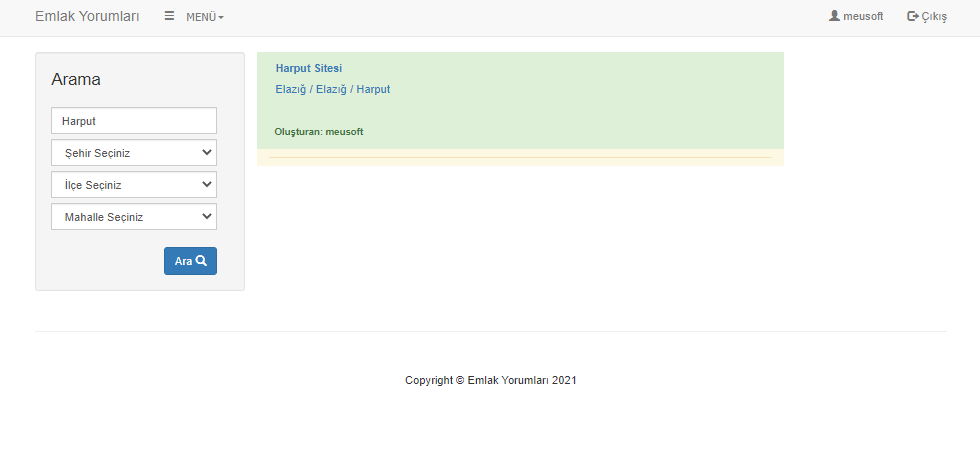 Emlak Yorumları MENÜ meusoft Çıkış
Arama
Harput
Şehir Seçiniz
İlçe Seçiniz
Mahalle Seçiniz
Ara
Harput Sitesi
Elazığ / Elazığ / Harput
Oluşturan: meusoft
Copyright © Emlak Yorumları 2021